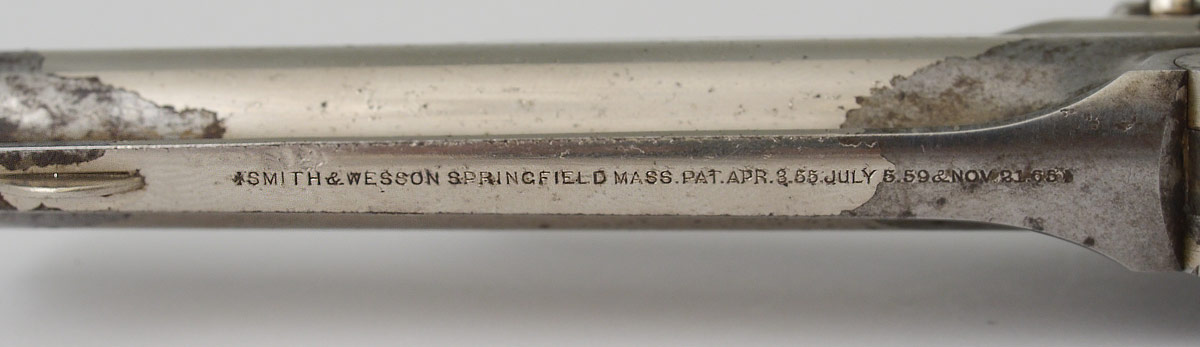 SMITH & WESSON SPRINGFIELD MASS. PAT. APR. 3.55. JULY 5.59 & NOV. 21.65